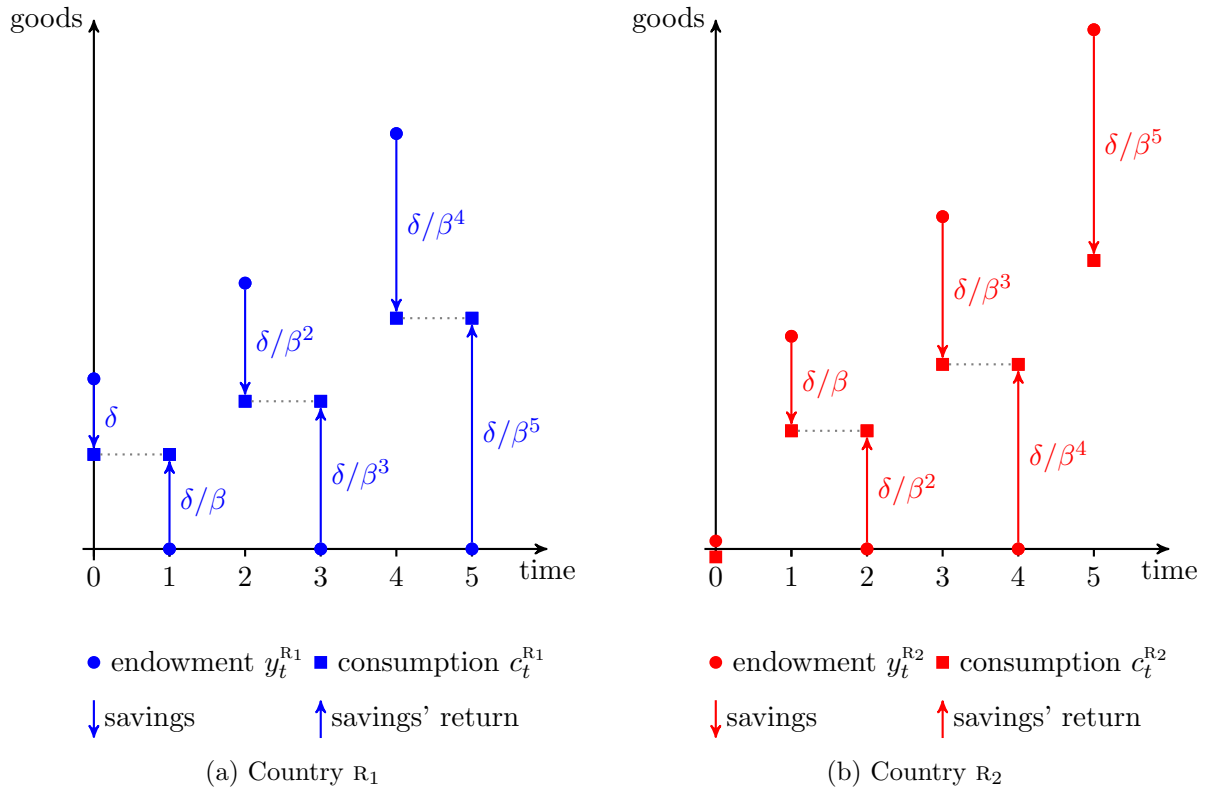 goods
δ/β⁴
δ/β²
δ
δ/β⁵
δ/β³
δ/β
0 1 2 3 4 5 time
● endowment y_t^{R1} ■ consumption c_t^{R1}
↓ savings ↑ savings' return
(a) Country R₁
goods
δ/β⁵
δ/β³
δ/β
δ/β⁴
δ/β²
0 1 2 3 4 5 time
● endowment y_t^{R2} ■ consumption c_t^{R2}
↓ savings ↑ savings' return
(b) Country R₂